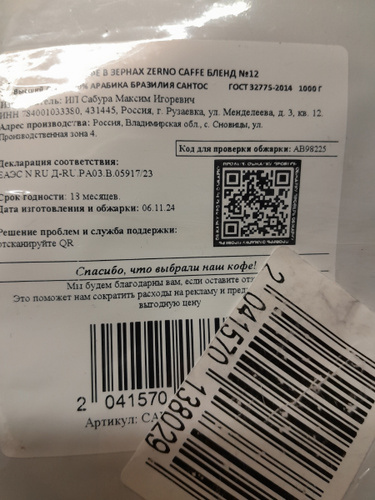 Е В ЗЕРНАХ ZERNO CAFFE БЛЕНД №12
АРАБИКА БРАЗИЛИЯ САНТОС ГОСТ 32775-2014 1000 Г
ИП Сабура Максим Игоревич
ИНН 784001033380, 431445, Россия, г. Рузаевка, ул. Менделеева, д. 3, кв. 12.
Адрес производства: Россия, Владимирская обл., с. Сновицы, ул.
Производственная зона 4.
Код для проверки обжарки: AB98225
Декларация соответствия:
ЕАЭС N RU Д-RU.РА03.В.05917/23
Срок годности: 13 месяцев.
Дата изготовления и обжарки: 06.11.24
Решение проблем и служба поддержки:
отсканируйте QR
Спасибо, что выбрали наш кофе!
Мы будем благодарны вам, если оставите
Это поможет нам сократить расходы на рекламу и
выгодную цену
2 041570
Артикул:
2 041570 138029